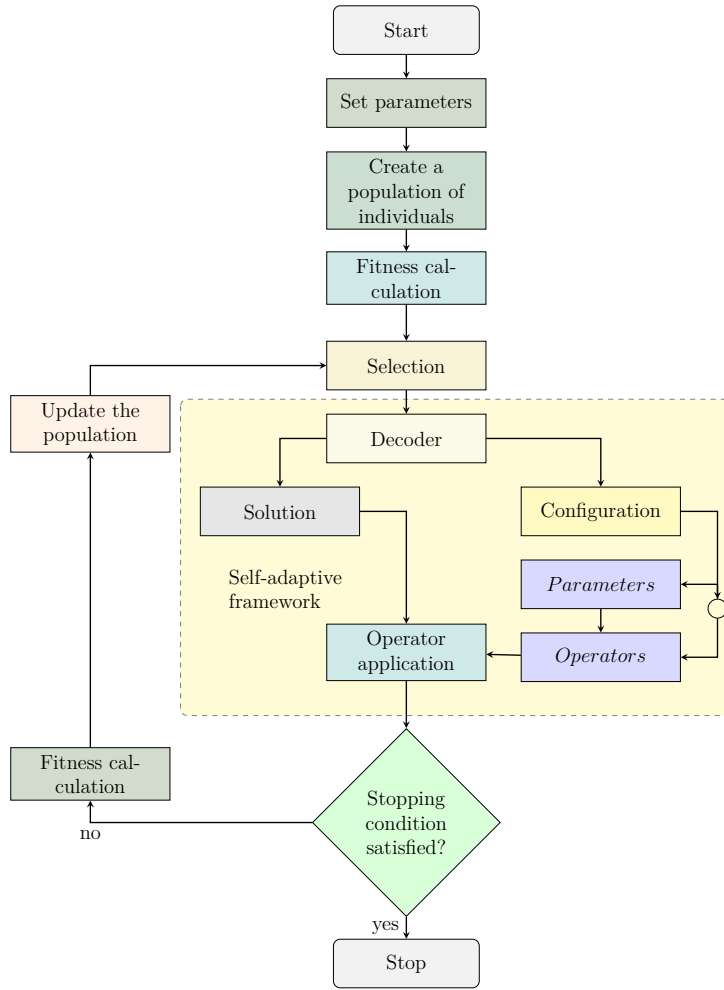 Start
Set parameters
Create a
population of
individuals
Fitness cal-
culation
Selection
Update the
population
Decoder
Solution
Configuration
Self-adaptive
framework
Parameters
Operator
application
Operators
Fitness cal-
culation
Stopping
condition
satisfied?
no
yes
Stop